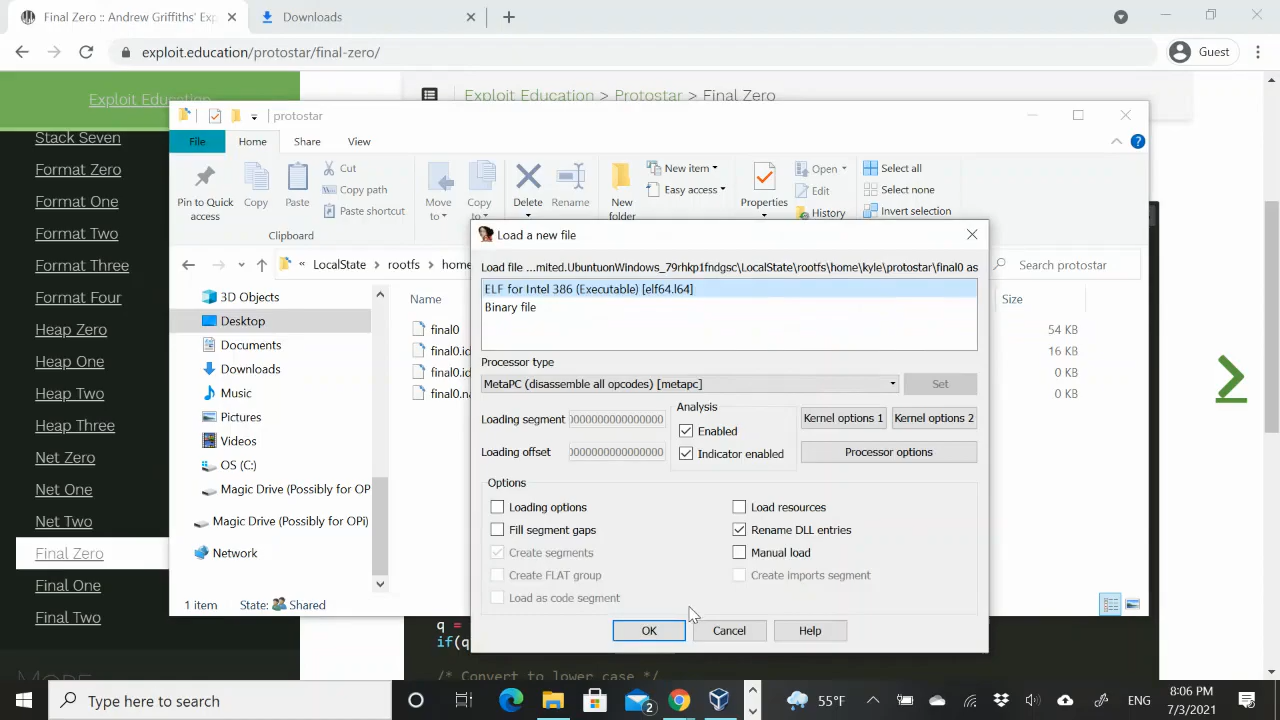 Final Zero :: Andrew Griffiths' Exp
Downloads
exploit.education/protostar/final-zero/
Guest
Exploit Education
Exploit Education > Protostar > Final Zero
Stack Seven
Format Zero
Format One
Format Two
Format Three
Format Four
Heap Zero
Heap One
Heap Two
Heap Three
Net Zero
Net One
Net Two
Final Zero
Final One
Final Two
MORE
protostar
File
Home
Share
View
Pin to Quick access
Copy
Paste
Cut
Copy path
Paste shortcut
Clipboard
Move to
Copy to
Delete
Rename
New folder
New item
Easy access
Properties
Open
Edit
History
Select all
Select none
Invert selection
« LocalState > rootfs > home
Search protostar
3D Objects
Desktop
Documents
Downloads
Music
Pictures
Videos
OS (C:)
Magic Drive (Possibly for OP
Magic Drive (Possibly for OPi)
Network
Name
Size
final0
54 KB
final0.id
16 KB
final0.id
0 KB
final0.na
0 KB
1 item
State:
Shared
Load a new file
Load file ...mited.UbuntuonWindows_79rhkp1fndgsc\LocalState\rootfs\home\kyle\protostar\final0 as
ELF for Intel 386 (Executable) [elf64.l64]
Binary file
Processor type
MetaPC (disassemble all opcodes) [metapc]
Set
Loading segment
Loading offset
Analysis
Enabled
Indicator enabled
Kernel options 1
Kernel options 2
Processor options
Options
Loading options
Fill segment gaps
Create segments
Create FLAT group
Load as code segment
Load resources
Rename DLL entries
Manual load
Create imports segment
OK
Cancel
Help
q =
if(q
/* Convert to lower case */
Type here to search
2
55°F
ENG
8:06 PM
7/3/2021